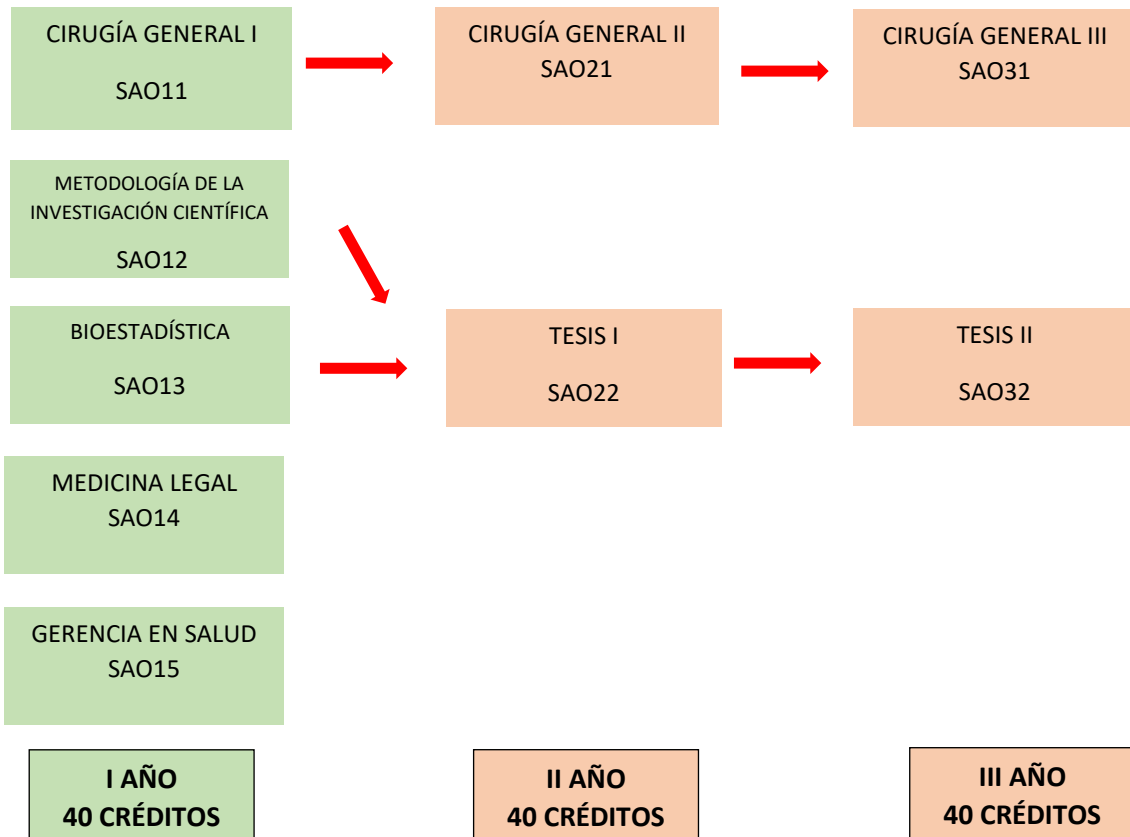 CIRUGÍA GENERAL I
SAO11
CIRUGÍA GENERAL II
SAO21
CIRUGÍA GENERAL III
SAO31
METODOLOGÍA DE LA
INVESTIGACIÓN CIENTÍFICA
SAO12
BIOESTADÍSTICA
SAO13
TESIS I
SAO22
TESIS II
SAO32
MEDICINA LEGAL
SAO14
GERENCIA EN SALUD
SAO15
I AÑO
40 CRÉDITOS
II AÑO
40 CRÉDITOS
III AÑO
40 CRÉDITOS